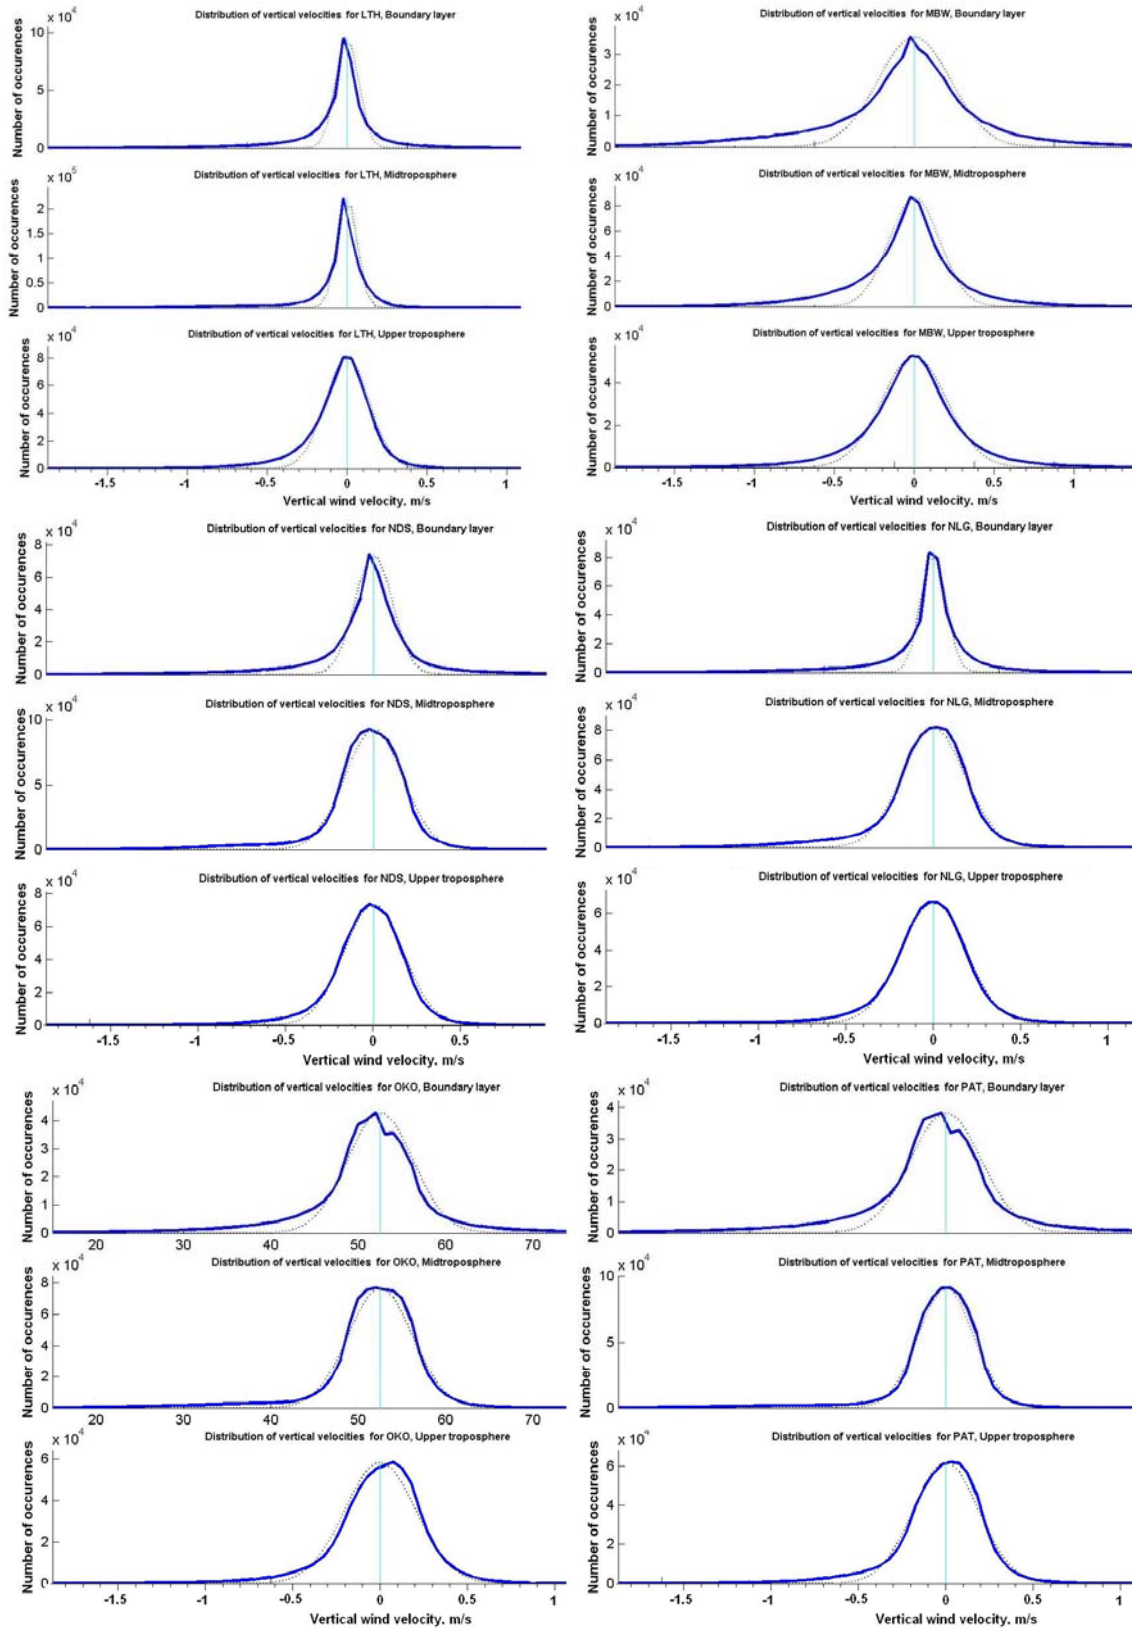 Distribution of vertical velocities for LTH, Boundary layer
x 10^4
Number of occurences
10
5
0
Distribution of vertical velocities for LTH, Midtroposphere
x 10^5
Number of occurences
2
1.5
1
0.5
0
Distribution of vertical velocities for LTH, Upper troposphere
x 10^4
Number of occurences
8
6
4
2
0
-1.5 -1 -0.5 0 0.5 1
Vertical wind velocity, m/s
Distribution of vertical velocities for MBW, Boundary layer
x 10^4
Number of occurences
3
2
1
0
Distribution of vertical velocities for MBW, Midtroposphere
x 10^4
Number of occurences
8
6
4
2
0
Distribution of vertical velocities for MBW, Upper troposphere
x 10^4
Number of occurences
4
2
0
-1.5 -1 -0.5 0 0.5 1
Vertical wind velocity, m/s
Distribution of vertical velocities for NDS, Boundary layer
x 10^4
Number of occurences
8
6
4
2
0
Distribution of vertical velocities for NDS, Midtroposphere
x 10^4
Number of occurences
10
5
0
Distribution of vertical velocities for NDS, Upper troposphere
x 10^4
Number of occurences
8
6
4
2
0
-1.5 -1 -0.5 0 0.5
Vertical wind velocity, m/s
Distribution of vertical velocities for NLG, Boundary layer
x 10^4
Number of occurences
8
6
4
2
0
Distribution of vertical velocities for NLG, Midtroposphere
x 10^4
Number of occurences
8
6
4
2
0
Distribution of vertical velocities for NLG, Upper troposphere
x 10^4
Number of occurences
6
4
2
0
-1.5 -1 -0.5 0 0.5 1
Vertical wind velocity, m/s
Distribution of vertical velocities for OKO, Boundary layer
x 10^4
Number of occurences
4
3
2
1
0
20 30 40 50 60 70
Distribution of vertical velocities for OKO, Midtroposphere
x 10^4
Number of occurences
8
6
4
2
0
20 30 40 50 60 70
Distribution of vertical velocities for OKO, Upper troposphere
x 10^4
Number of occurences
6
4
2
0
-1.5 -1 -0.5 0 0.5 1
Vertical wind velocity, m/s
Distribution of vertical velocities for PAT, Boundary layer
x 10^4
Number of occurences
4
3
2
1
0
Distribution of vertical velocities for PAT, Midtroposphere
x 10^4
Number of occurences
10
5
0
Distribution of vertical velocities for PAT, Upper troposphere
x 10^4
Number of occurences
6
4
2
0
-1.5 -1 -0.5 0 0.5 1
Vertical wind velocity, m/s